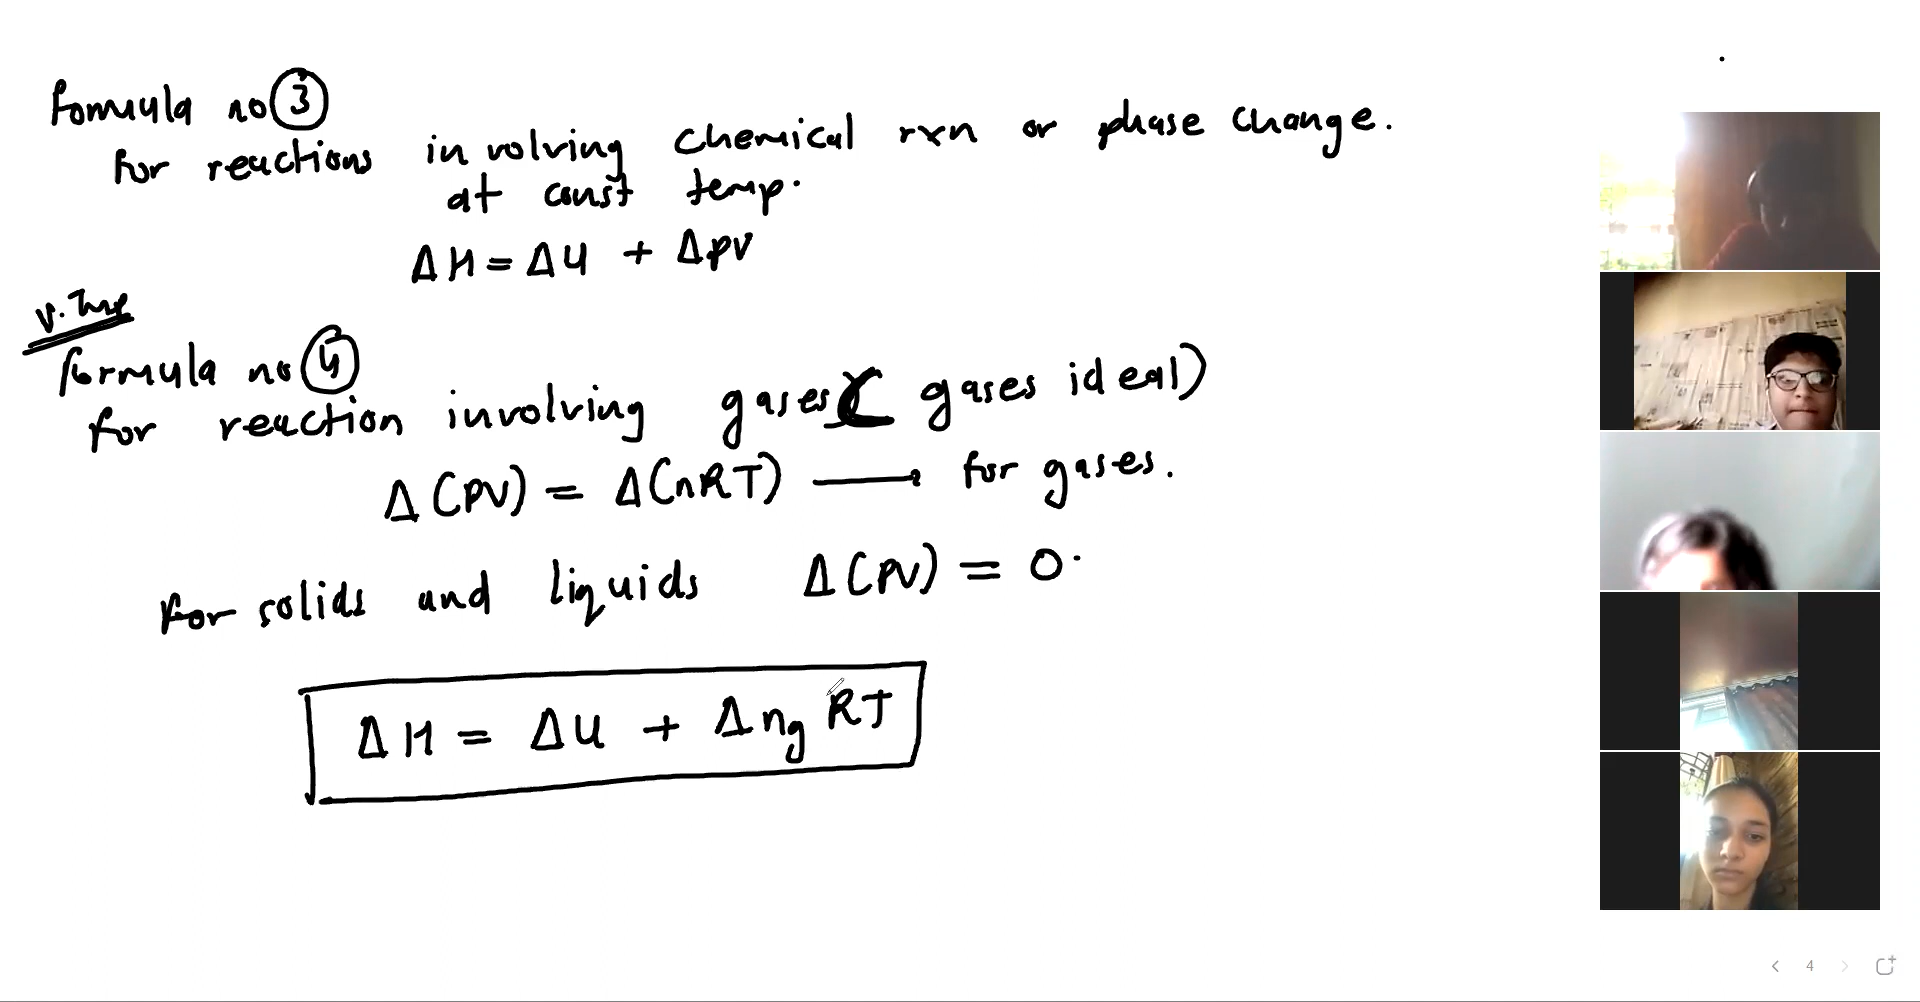 formula no ③
for reactions involving chemical rxn or phase change.
at const temp.
ΔH = ΔU + ΔPV
V. Imp
formula no ④
for reaction involving gases ( gases ideal)
Δ(PV) = Δ(nRT) → for gases.
for solids and liquids Δ(PV) = 0.
ΔH = ΔU + Δng RT
4